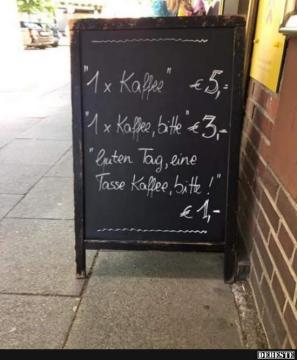 "1 x Kaffee" € 5,-
"1 x Kaffee, bitte" € 3,-
"Guten Tag, eine
Tasse Kaffee, bitte!"
€ 1,-
DEBESTE